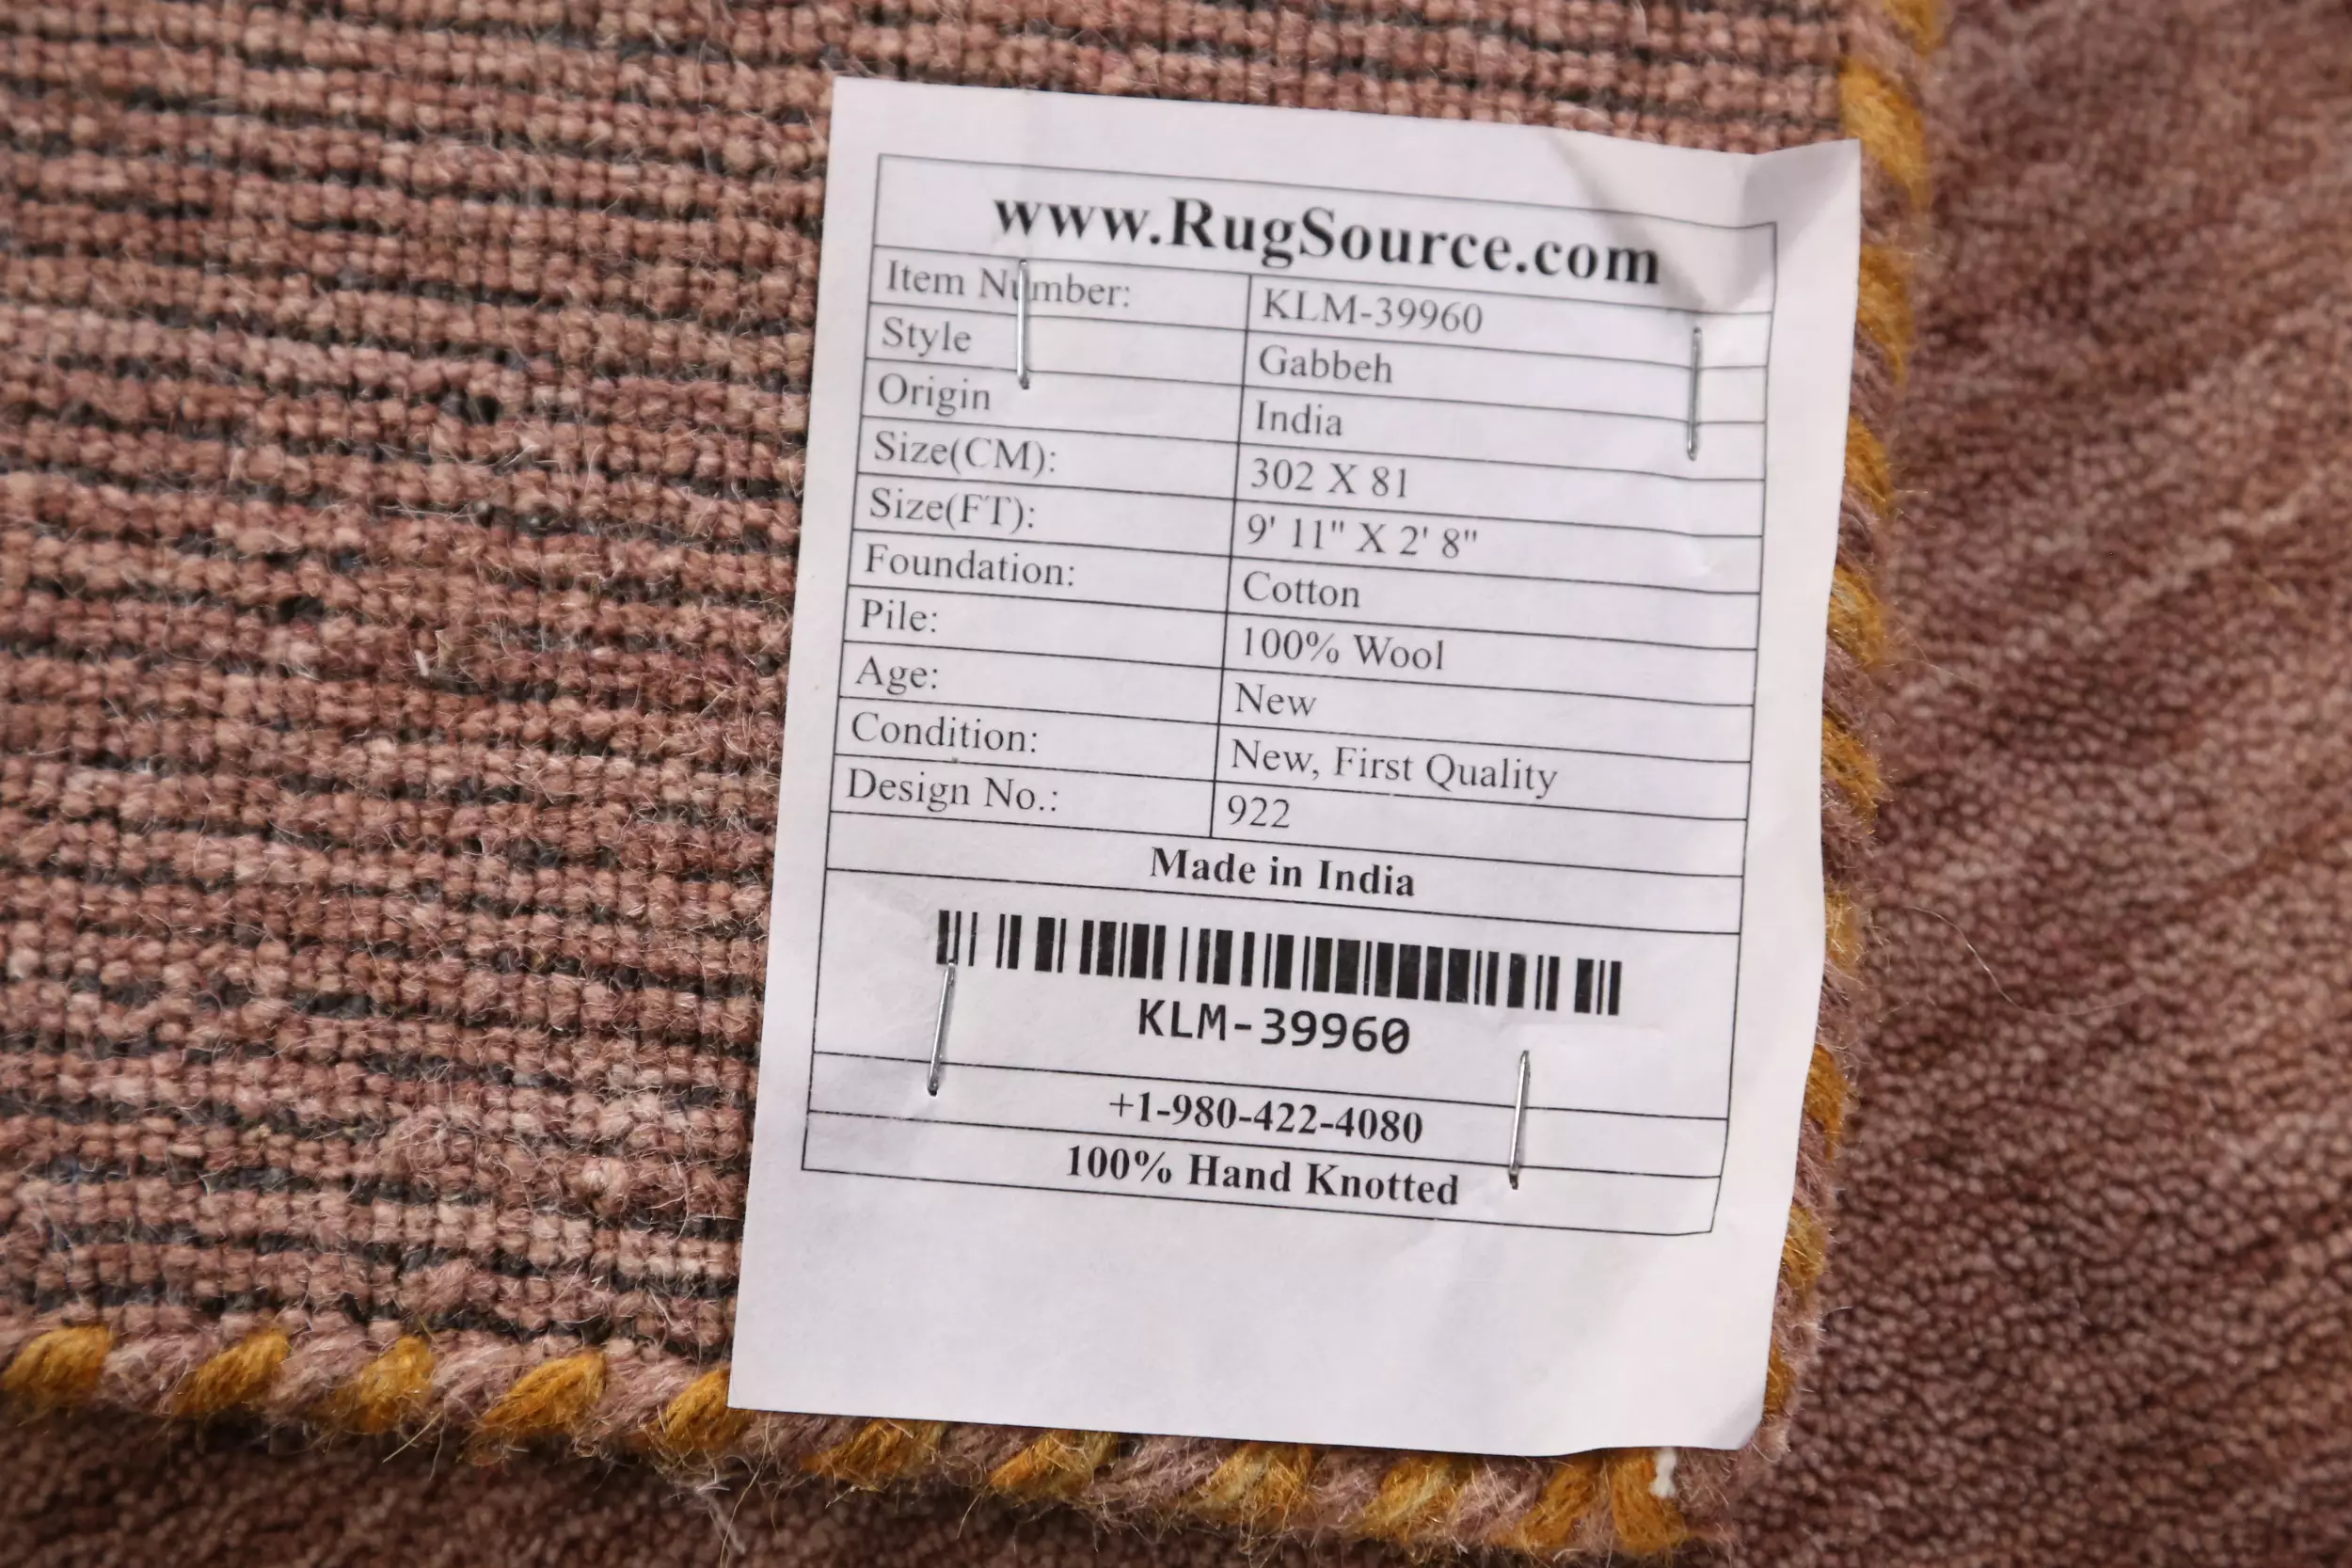 www.RugSource.com
Item Number: KLM-39960
Style Gabbeh
Origin India
Size(CM): 302 X 81
Size(FT): 9' 11" X 2' 8"
Foundation: Cotton
Pile: 100% Wool
Age: New
Condition: New, First Quality
Design No.: 922
Made in India
KLM-39960
+1-980-422-4080
100% Hand Knotted